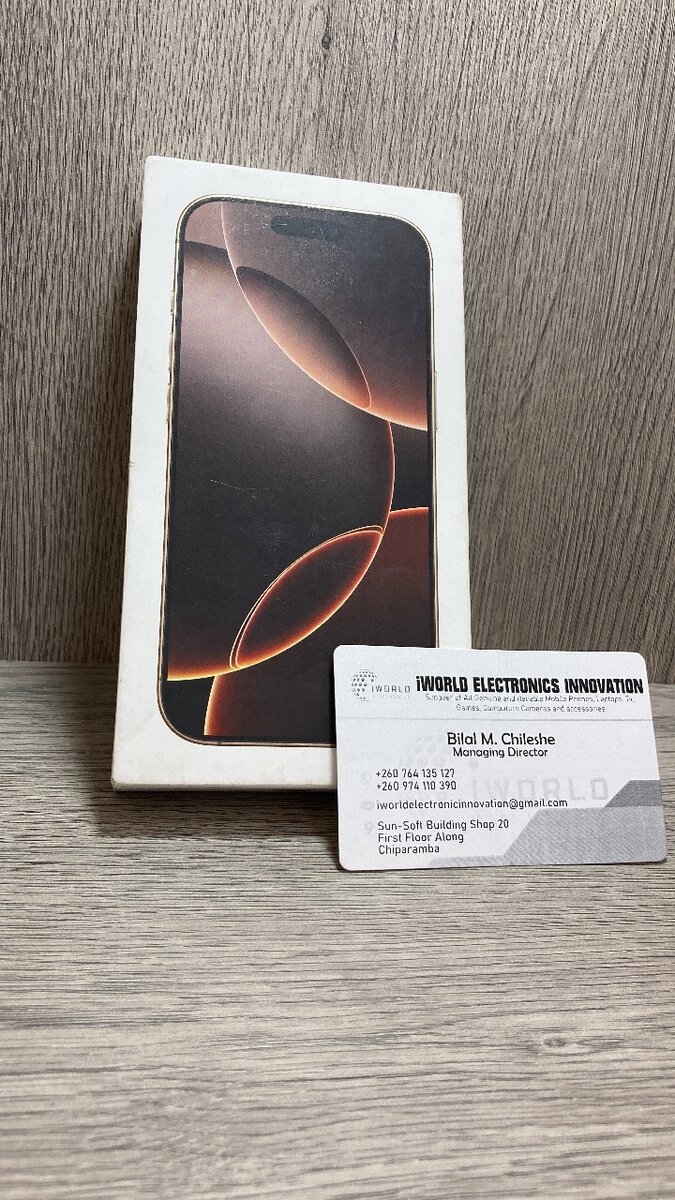 iWORLD
iWORLD ELECTRONICS INNOVATION
Supplier of All Genuine and Reliable Mobile Phones, Laptops, Tv,
Games, Computors Cameras and accessories
Bilal M. Chileshe
Managing Director
+260 764 135 127
+260 974 110 390
iWORLD
iworldelectronicinnovation@gmail.com
Sun-Soft Building Shop 20
First Floor Along
Chiparamba